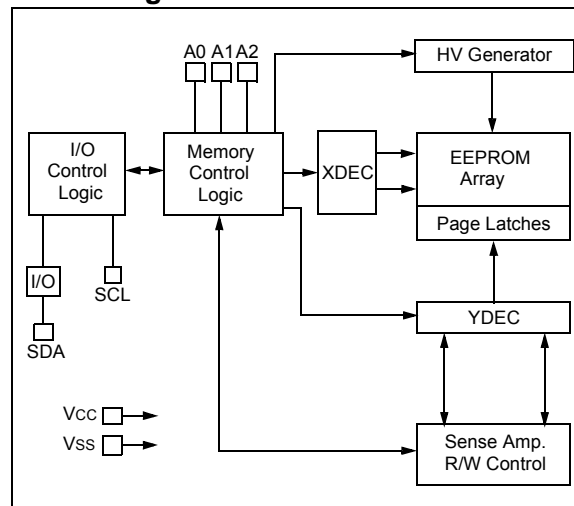 A0 A1 A2
HV Generator
I/O
Control
Logic
Memory
Control
Logic
XDEC
EEPROM
Array
Page Latches
I/O
SCL
SDA
YDEC
VCC
VSS
Sense Amp.
R/W Control